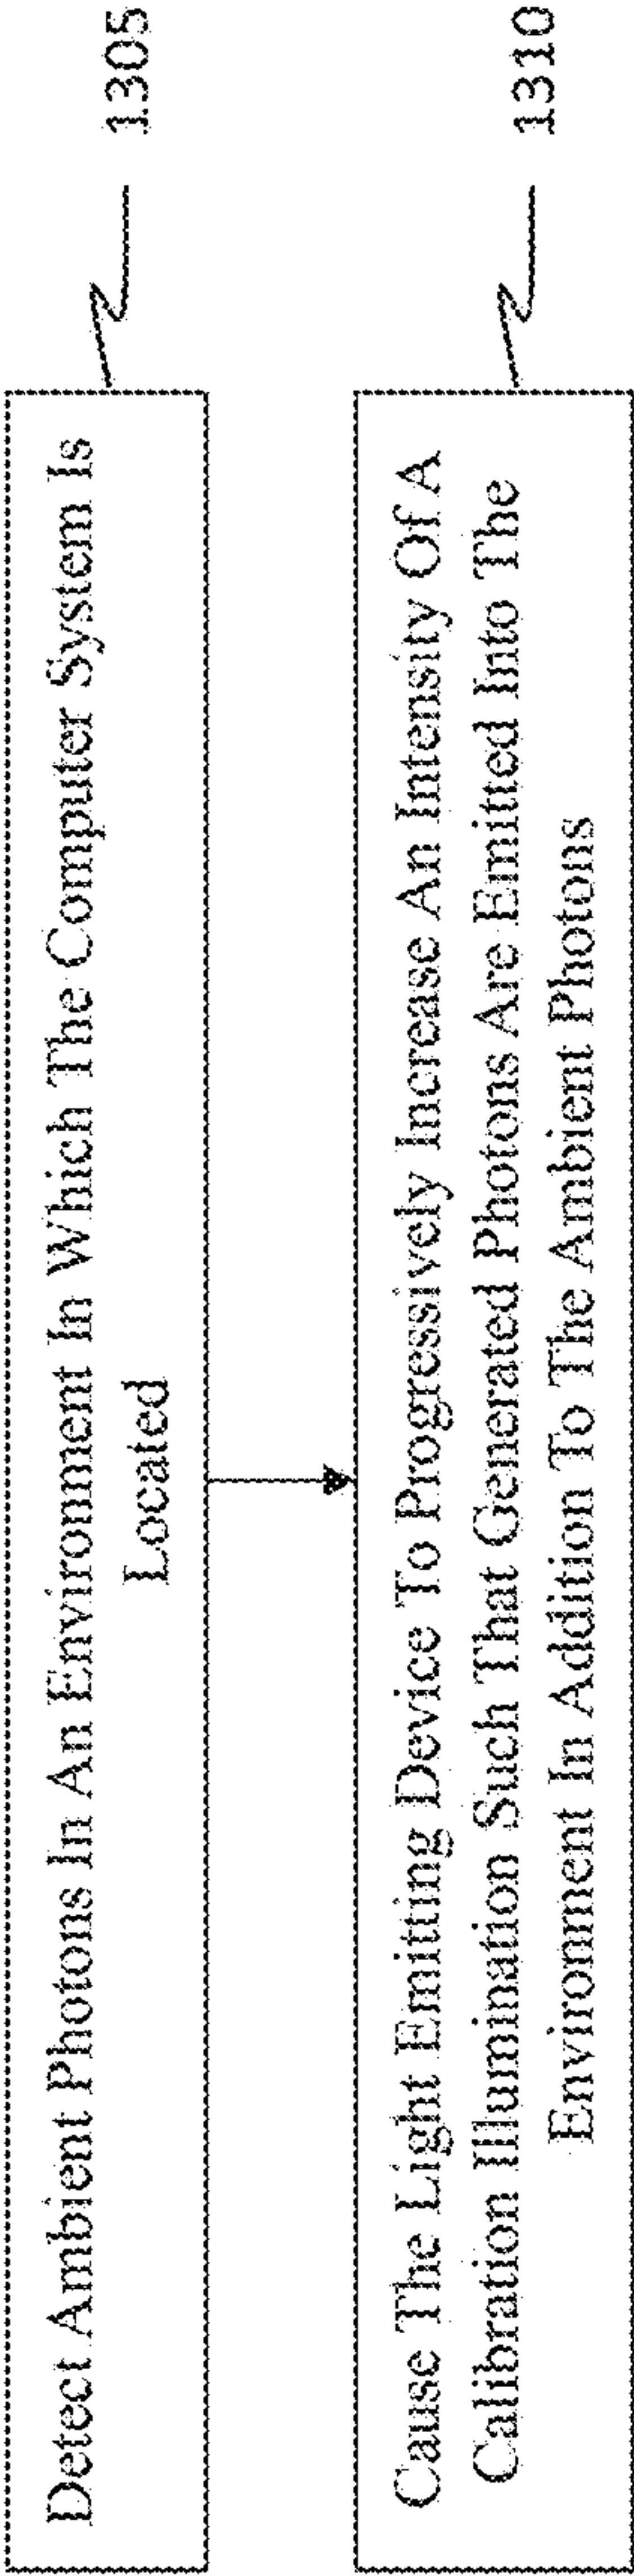 Detect Ambient Photons In An Environment In Which The Computer System Is
Located
1305
Cause The Light Emitting Device To Progressively Increase An Intensity Of A
Calibration Illumination Such That Generated Photons Are Emitted Into The
Environment In Addition To The Ambient Photons
1310